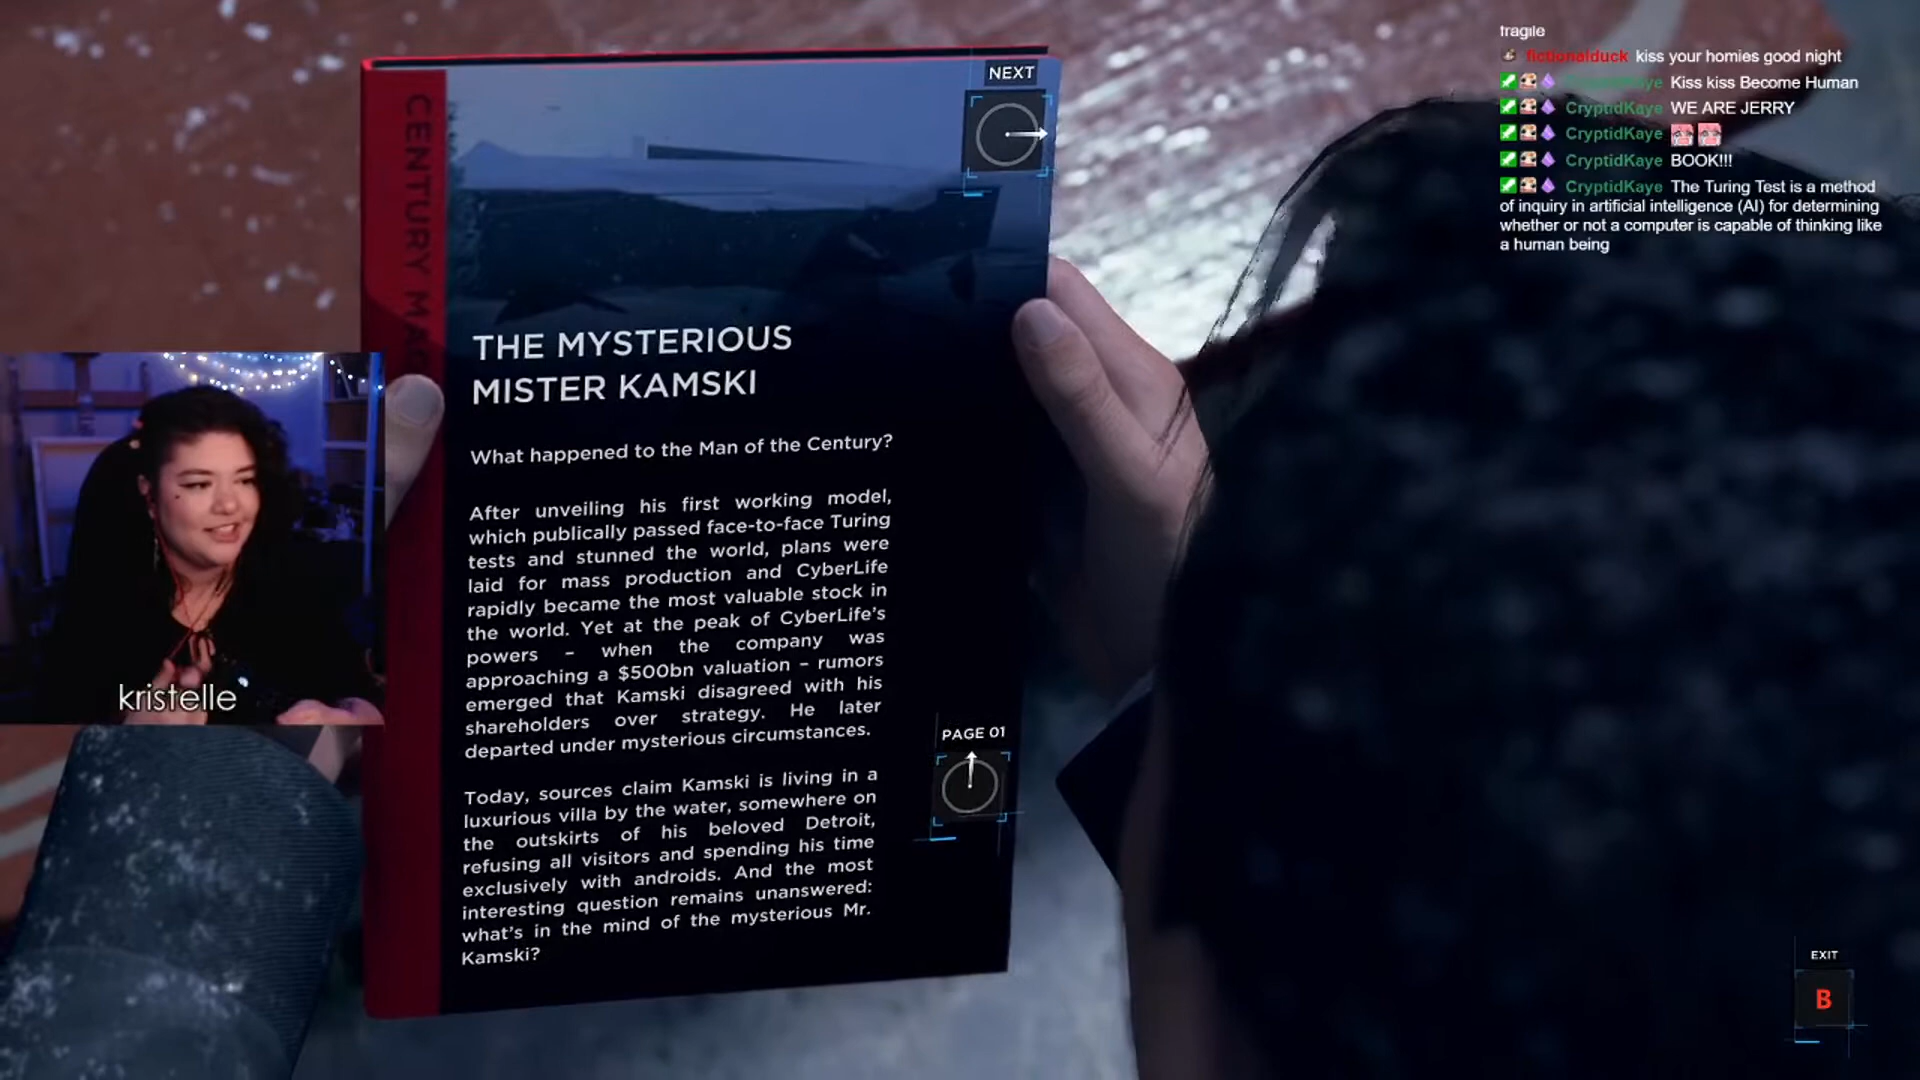 fragile
fictionalduck kiss your homies good night
CryptidKaye Kiss kiss Become Human
CryptidKaye WE ARE JERRY
CryptidKaye
CryptidKaye BOOK!!!
CryptidKaye The Turing Test is a method
of inquiry in artificial intelligence (AI) for determining
whether or not a computer is capable of thinking like
a human being
NEXT
CENTURY
THE MYSTERIOUS
MISTER KAMSKI
What happened to the Man of the Century?
After unveiling his first working model,
which publically passed face-to-face Turing
tests and stunned the world, plans were
laid for mass production and CyberLife
rapidly became the most valuable stock in
the world. Yet at the peak of CyberLife's
powers – when the company was
approaching a $500bn valuation – rumors
emerged that Kamski disagreed with his
shareholders over strategy. He later
departed under mysterious circumstances.
Today, sources claim Kamski is living in a
luxurious villa by the water, somewhere on
the outskirts of his beloved Detroit,
refusing all visitors and spending his time
exclusively with androids. And the most
interesting question remains unanswered:
what's in the mind of the mysterious Mr.
Kamski?
PAGE 01
kristelle
EXIT
B